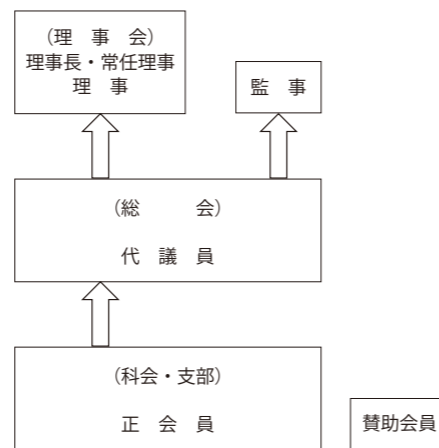 （理　事　会）
理事長・常任理事
理　事
監　事
（総　　　会）
代　議　員
（科会・支部）
正　会　員
賛助会員